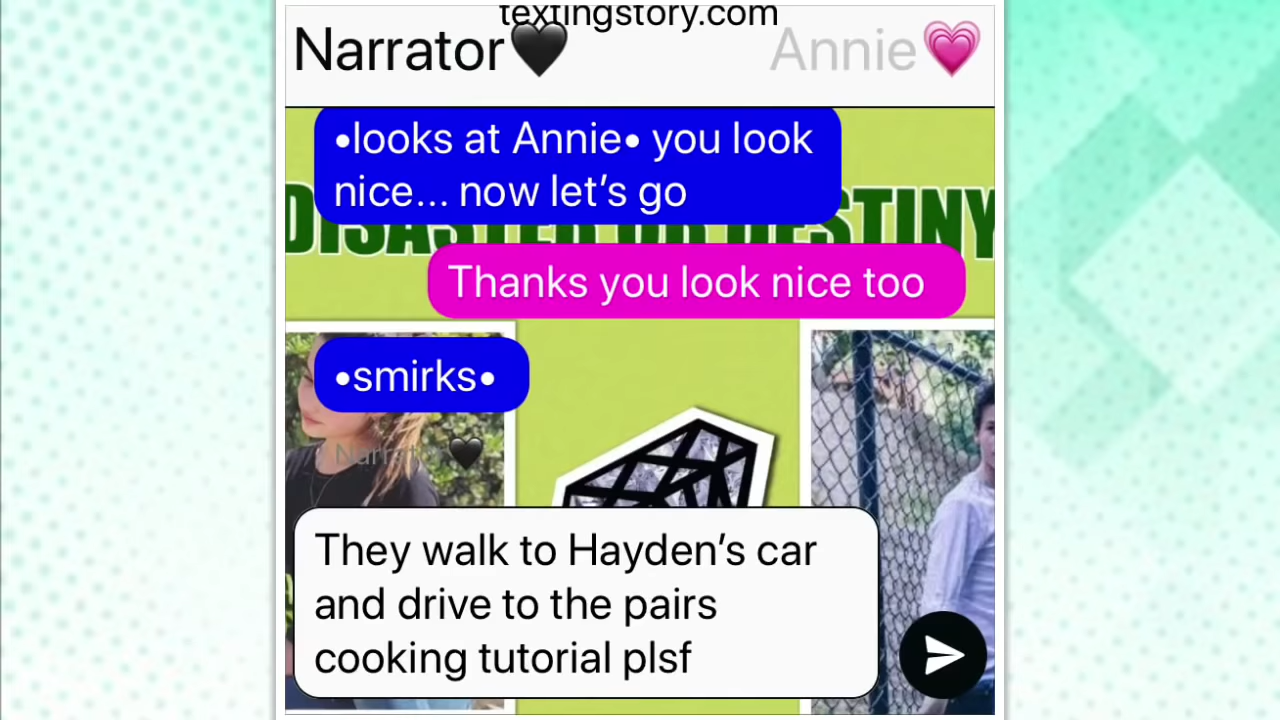 textingstory.com
Narrator🖤 Annie💗
•looks at Annie• you look
nice... now let's go
DISASTER OR DESTINY
Thanks you look nice too
•smirks•
Narrator🖤
They walk to Hayden's car
and drive to the pairs
cooking tutorial plsf